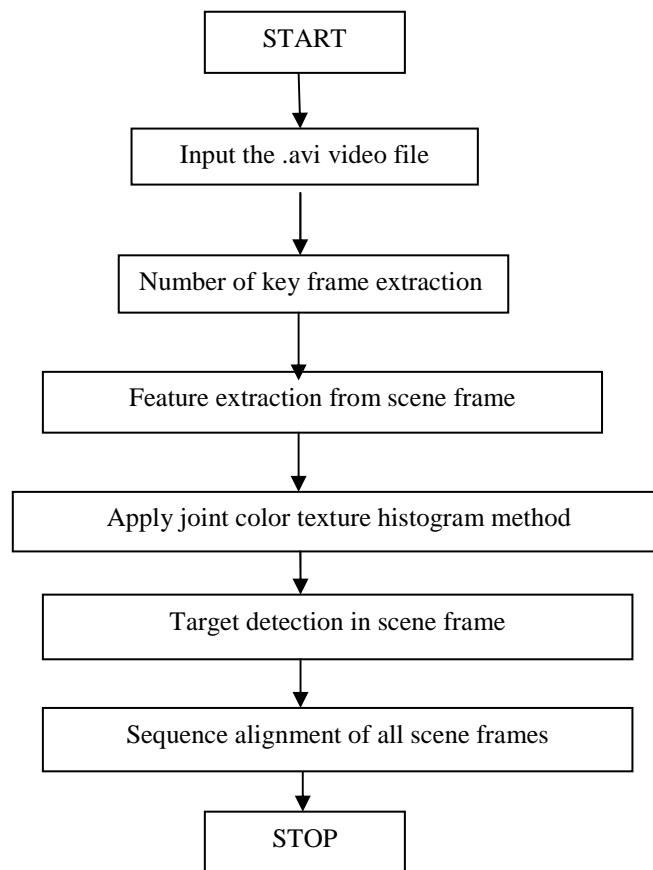 START
Input the .avi video file
Number of key frame extraction
Feature extraction from scene frame
Apply joint color texture histogram method
Target detection in scene frame
Sequence alignment of all scene frames
STOP